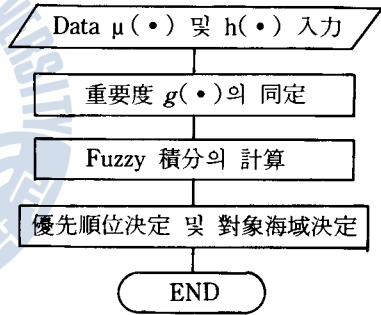 Data μ(•) 및 h(•) 入力
重要度 g(•)의 同定
Fuzzy 積分의 計算
優先順位決定 및 對象海域決定
END